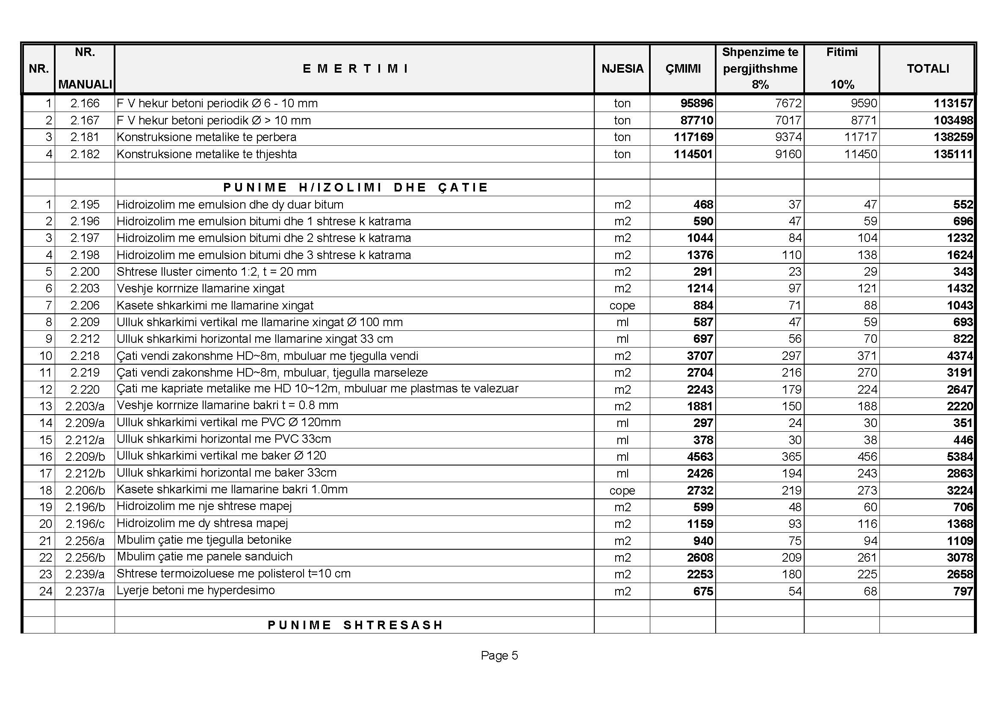 NR. NR. MANUALI E M E R T I M I NJESIA ÇMIMI Shpenzime te pergjithshme 8% Fitimi 10% TOTALI
1 2.166 F V hekur betoni periodik Ø 6 - 10 mm ton 95896 7672 9590 113157
2 2.167 F V hekur betoni periodik Ø > 10 mm ton 87710 7017 8771 103498
3 2.181 Konstruksione metalike te perbera ton 117169 9374 11717 138259
4 2.182 Konstruksione metalike te thjeshta ton 114501 9160 11450 135111
P U N I M E H / I Z O L I M I D H E Ç A T I E
1 2.195 Hidroizolim me emulsion dhe dy duar bitum m2 468 37 47 552
2 2.196 Hidroizolim me emulsion bitumi dhe 1 shtrese k katrama m2 590 47 59 696
3 2.197 Hidroizolim me emulsion bitumi dhe 2 shtrese k katrama m2 1044 84 104 1232
4 2.198 Hidroizolim me emulsion bitumi dhe 3 shtrese k katrama m2 1376 110 138 1624
5 2.200 Shtrese lluster cimento 1:2, t = 20 mm m2 291 23 29 343
6 2.203 Veshje korrnize llamarine xingat m2 1214 97 121 1432
7 2.206 Kasete shkarkimi me llamarine xingat cope 884 71 88 1043
8 2.209 Ulluk shkarkimi vertikal me llamarine xingat Ø 100 mm ml 587 47 59 693
9 2.212 Ulluk shkarkimi horizontal me llamarine xingat 33 cm ml 697 56 70 822
10 2.218 Çati vendi zakonshme HD~8m, mbuluar me tjegulla vendi m2 3707 297 371 4374
11 2.219 Çati vendi zakonshme HD~8m, mbuluar, tjegulla marseleze m2 2704 216 270 3191
12 2.220 Çati me kapriate metalike me HD 10~12m, mbuluar me plastmas te valezuar m2 2243 179 224 2647
13 2.203/a Veshje korrnize llamarine bakri t = 0.8 mm m2 1881 150 188 2220
14 2.209/a Ulluk shkarkimi vertikal me PVC Ø 120mm ml 297 24 30 351
15 2.212/a Ulluk shkarkimi horizontal me PVC 33cm ml 378 30 38 446
16 2.209/b Ulluk shkarkimi vertikal me baker Ø 120 ml 4563 365 456 5384
17 2.212/b Ulluk shkarkimi horizontal me baker 33cm ml 2426 194 243 2863
18 2.206/b Kasete shkarkimi me llamarine bakri 1.0mm cope 2732 219 273 3224
19 2.196/b Hidroizolim me nje shtrese mapej m2 599 48 60 706
20 2.196/c Hidroizolim me dy shtresa mapej m2 1159 93 116 1368
21 2.256/a Mbulim çatie me tjegulla betonike m2 940 75 94 1109
22 2.256/b Mbulim çatie me panele sanduich m2 2608 209 261 3078
23 2.239/a Shtrese termoizoluese me polisterol t=10 cm m2 2253 180 225 2658
24 2.237/a Lyerje betoni me hyperdesimo m2 675 54 68 797
P U N I M E S H T R E S A S H
Page 5